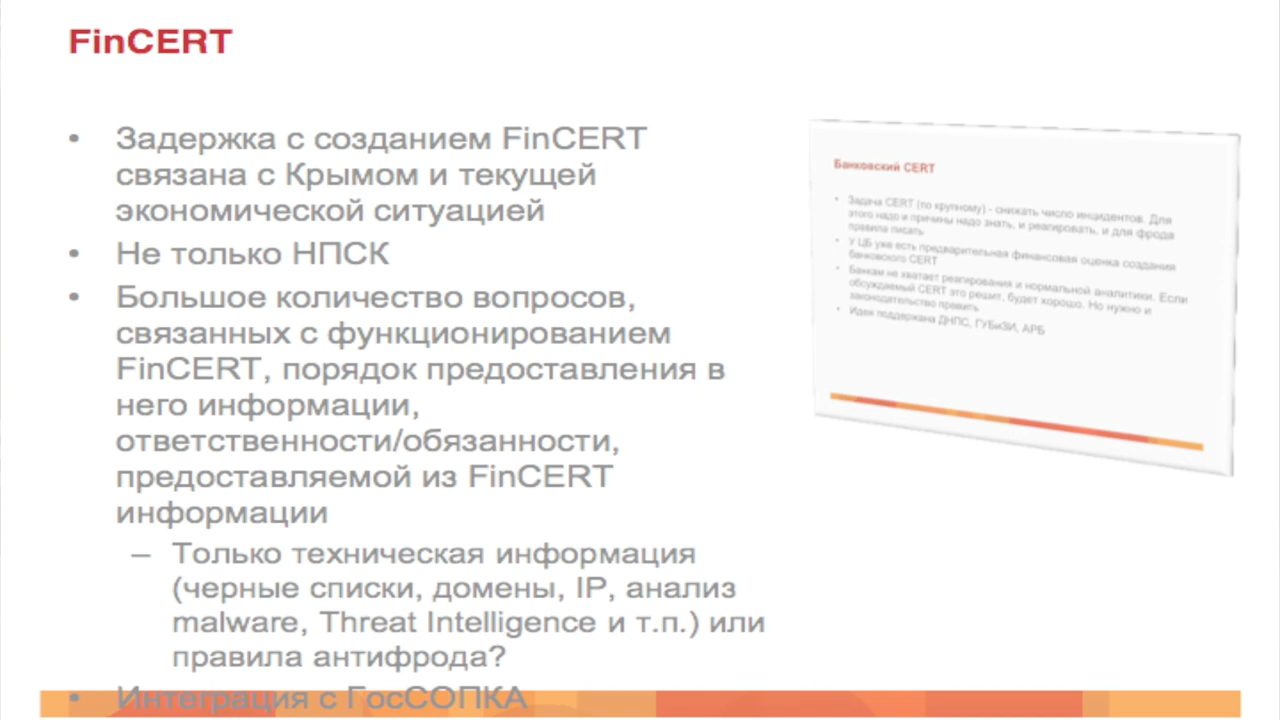 FinCERT
• Задержка с созданием FinCERT
связана с Крымом и текущей
экономической ситуацией
• Не только НПСК
• Большое количество вопросов,
связанных с функционированием
FinCERT, порядок предоставления в
него информации,
ответственности/обязанности,
предоставляемой из FinCERT
информации
– Только техническая информация
(черные списки, домены, IP, анализ
malware, Threat Intelligence и т.п.) или
правила антифрода?
• Интеграция с ГосСОПКА
Банковский CERT
• Задача CERT (по крупному) - снижать число инцидентов. Для
этого надо и причины надо знать, и реагировать, и для фрода
правила писать
• У ЦБ уже есть предварительная финансовая оценка создания
банковского CERT
• Банкам не хватает реагирования и нормальной аналитики. Если
обсуждаемый CERT это решит, будет хорошо. Но нужно и
законодательство править
• Идея поддержана ДНПС, ГУБиЗИ, АРБ